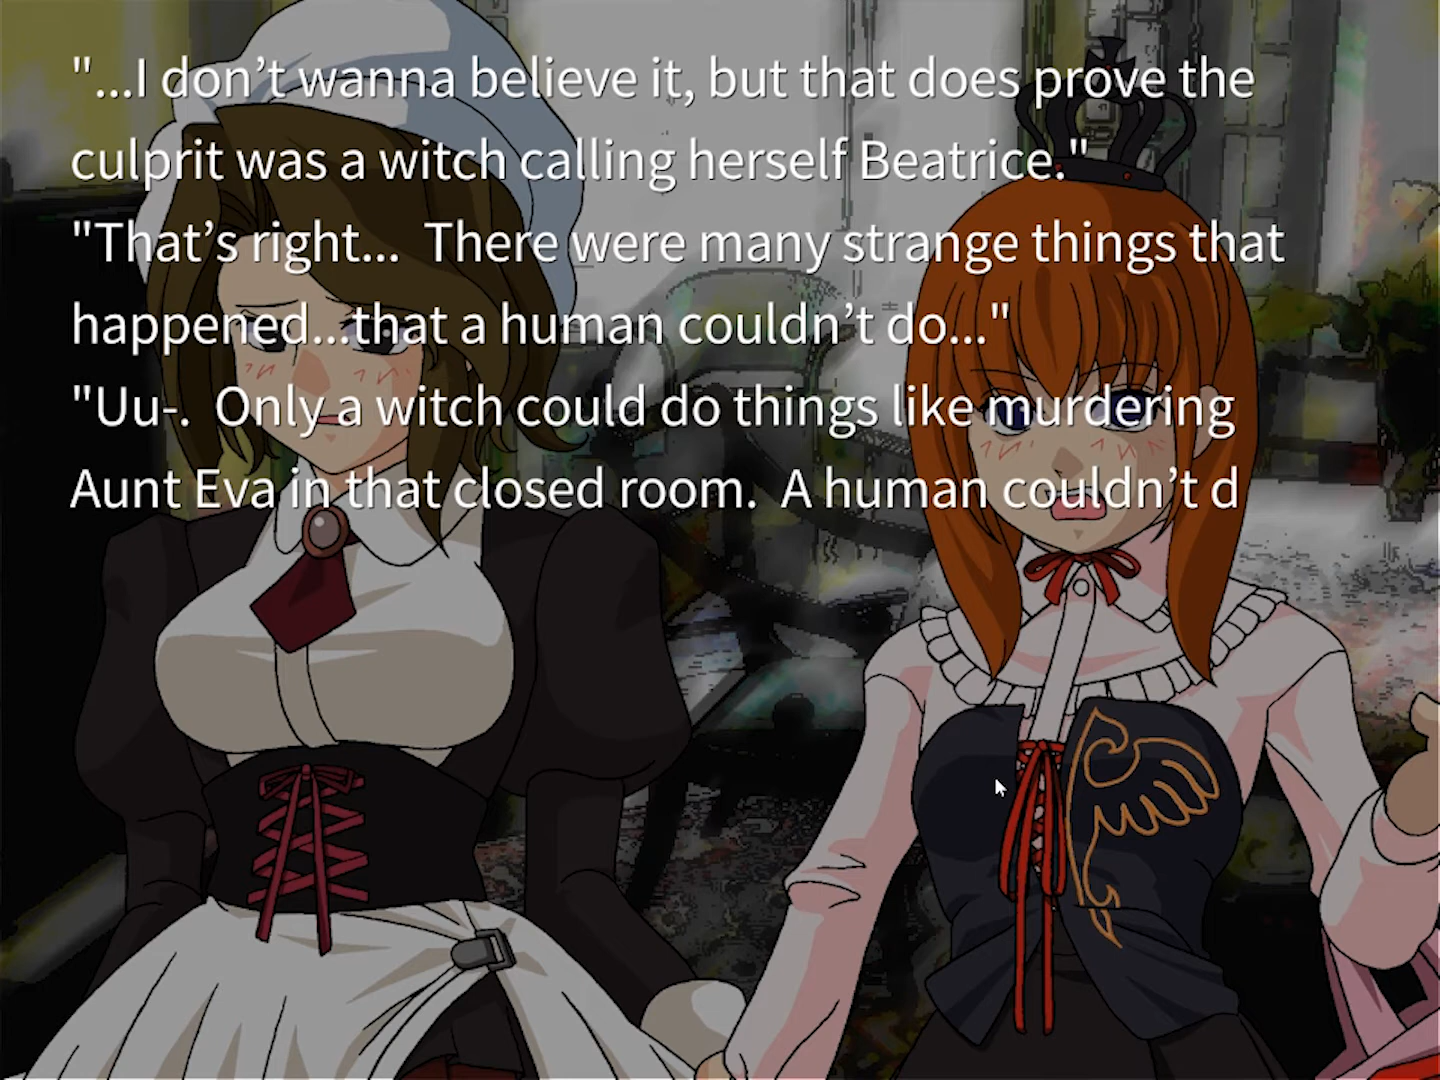 "...I don’t wanna believe it, but that does prove the
culprit was a witch calling herself Beatrice."
"That’s right...  There were many strange things that
happened...that a human couldn’t do..."
"Uu-.  Only a witch could do things like murdering
Aunt Eva in that closed room.  A human couldn’t d